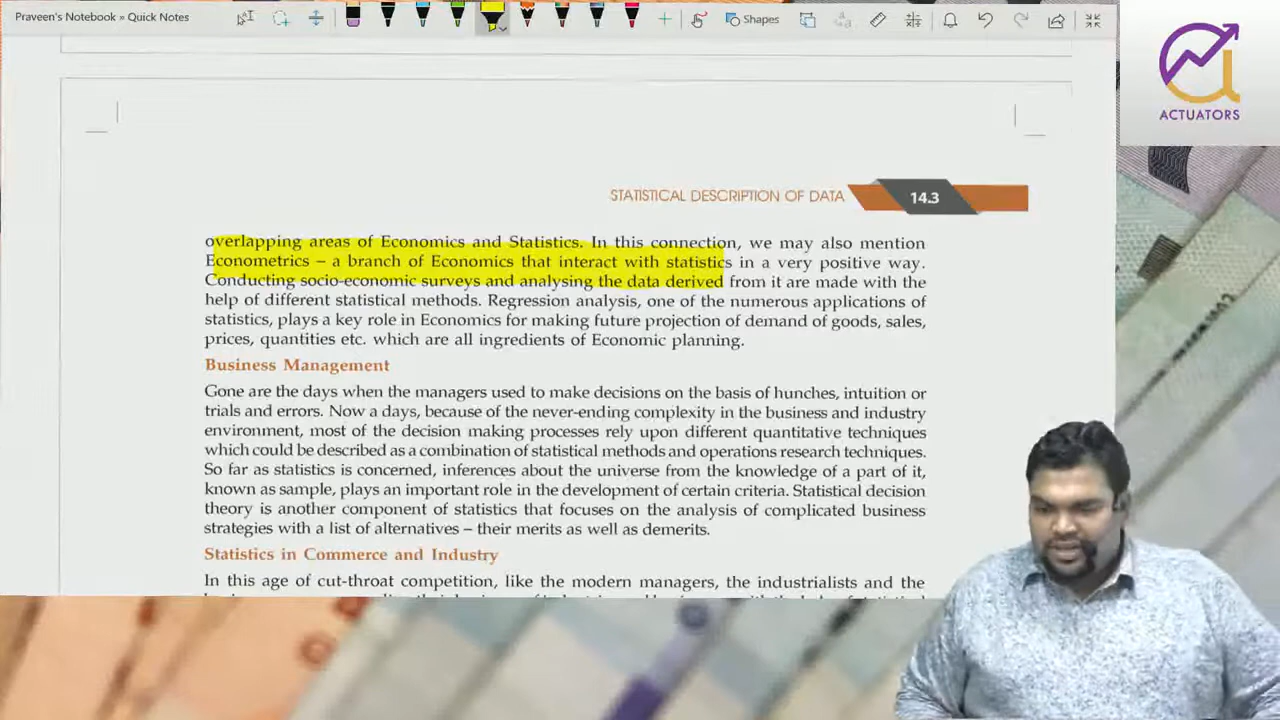 Praveen's Notebook » Quick Notes
Shapes
ACTUATORS
STATISTICAL DESCRIPTION OF DATA 14.3
overlapping areas of Economics and Statistics. In this connection, we may also mention
Econometrics – a branch of Economics that interact with statistics in a very positive way.
Conducting socio-economic surveys and analysing the data derived from it are made with the
help of different statistical methods. Regression analysis, one of the numerous applications of
statistics, plays a key role in Economics for making future projection of demand of goods, sales,
prices, quantities etc. which are all ingredients of Economic planning.
Business Management
Gone are the days when the managers used to make decisions on the basis of hunches, intuition or
trials and errors. Now a days, because of the never-ending complexity in the business and industry
environment, most of the decision making processes rely upon different quantitative techniques
which could be described as a combination of statistical methods and operations research techniques.
So far as statistics is concerned, inferences about the universe from the knowledge of a part of it,
known as sample, plays an important role in the development of certain criteria. Statistical decision
theory is another component of statistics that focuses on the analysis of complicated business
strategies with a list of alternatives – their merits as well as demerits.
Statistics in Commerce and Industry
In this age of cut-throat competition, like the modern managers, the industrialists and the